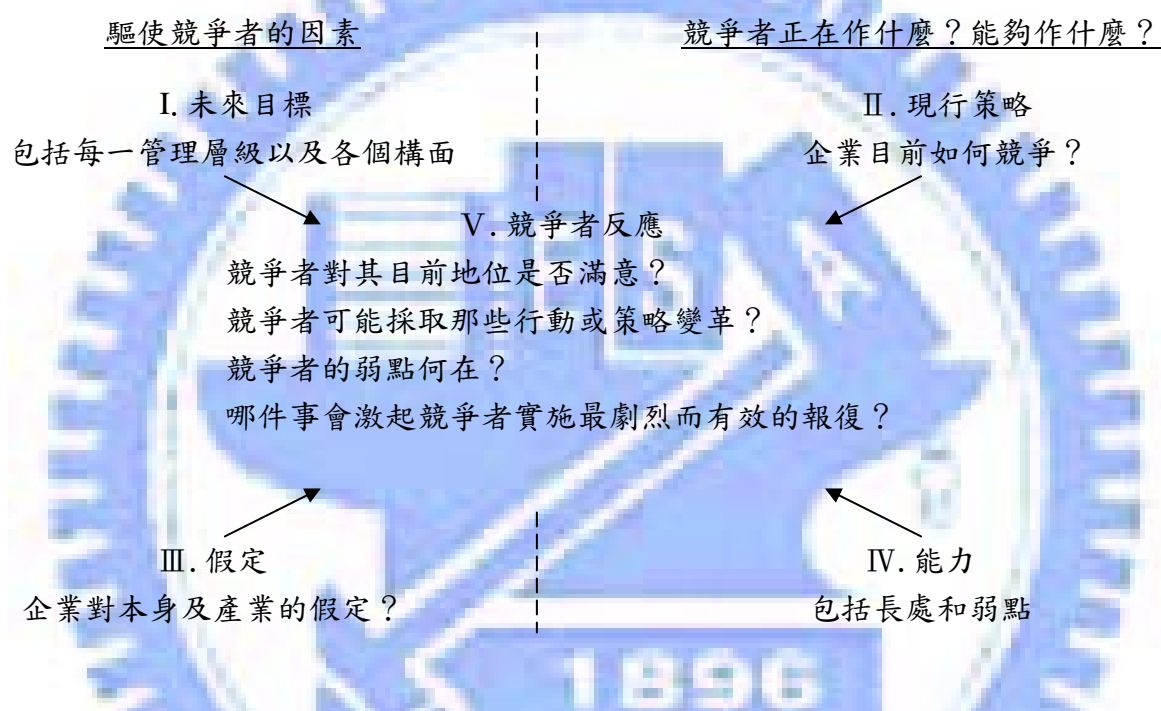 驅使競爭者的因素
競爭者正在作什麼？能夠作什麼？
I. 未來目標
Ⅱ. 現行策略
包括每一管理層級以及各個構面
企業目前如何競爭？
Ⅴ. 競爭者反應
競爭者對其目前地位是否滿意？
競爭者可能採取那些行動或策略變革？
競爭者的弱點何在？
哪件事會激起競爭者實施最劇烈而有效的報復？
Ⅲ. 假定
Ⅳ. 能力
企業對本身及產業的假定？
包括長處和弱點
1896